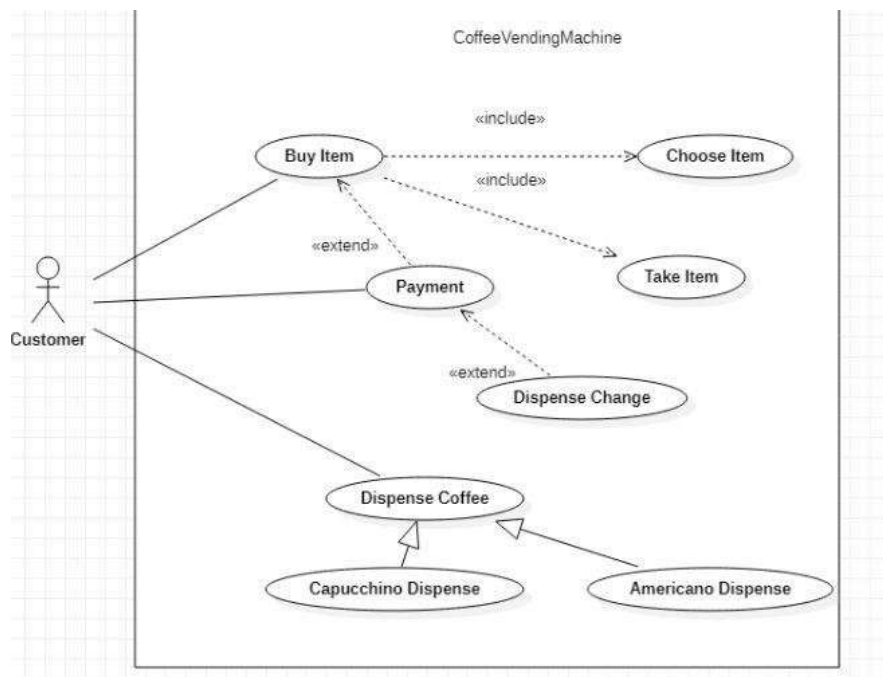 CoffeeVendingMachine
«include»
Buy Item
Choose Item
«include»
«extend»
Take Item
Payment
Customer
«extend»
Dispense Change
Dispense Coffee
Capucchino Dispense
Americano Dispense